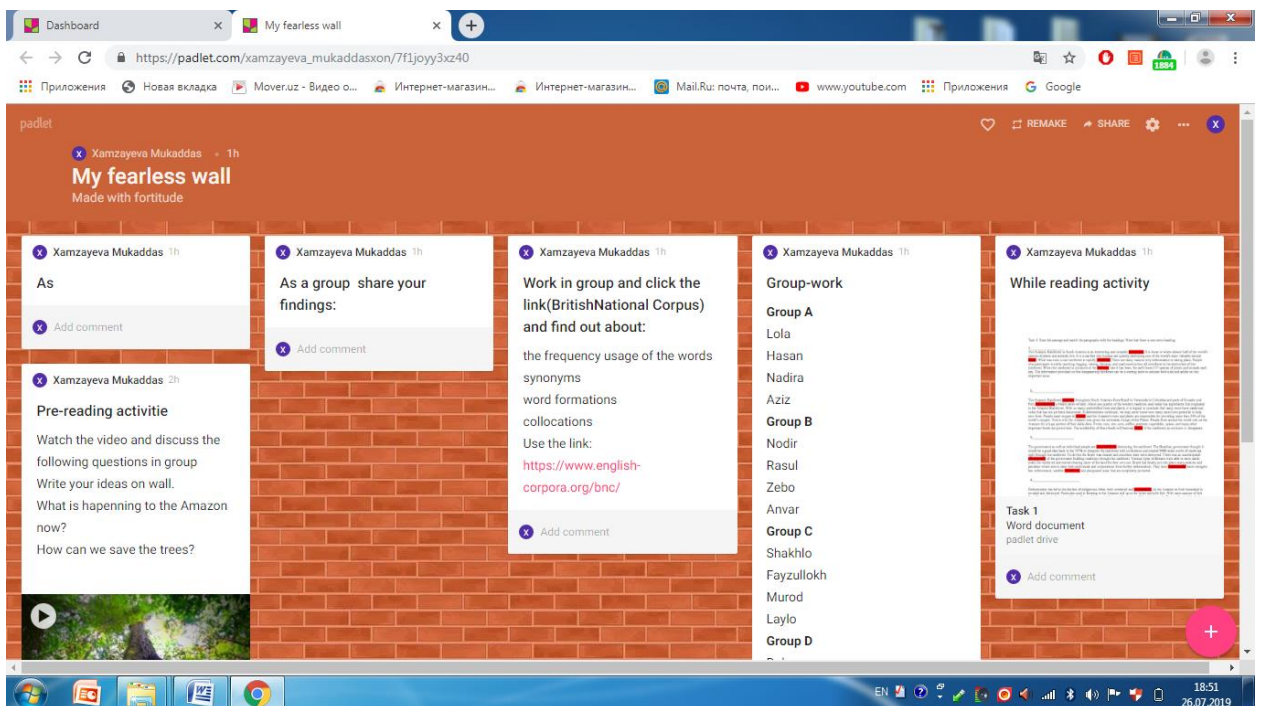 Dashboard
My fearless wall
https://padlet.com/xamzayeva_mukaddasxon/7f1joyy3xz40
1884
Приложения
Новая вкладка
Mover.uz - Видео о...
Интернет-магазин...
Интернет-магазин...
Mail.Ru: почта, пои...
www.youtube.com
Приложения
Google
padlet
REMAKE
SHARE
X
X Xamzayeva Mukaddas 1h
My fearless wall
Made with fortitude
X Xamzayeva Mukaddas 1h
As
X Add comment
X Xamzayeva Mukaddas 2h
Pre-reading activitie
Watch the video and discuss the
following questions in group
Write your ideas on wall.
What is hapenning to the Amazon
now?
How can we save the trees?
X Xamzayeva Mukaddas 1h
As a group share your
findings:
X Add comment
X Xamzayeva Mukaddas 1h
Work in group and click the
link(BritishNational Corpus)
and find out about:
the frequency usage of the words
synonyms
word formations
collocations
Use the link:
https://www.english-
corpora.org/bnc/
X Add comment
X Xamzayeva Mukaddas 1h
Group-work
Group A
Lola
Hasan
Nadira
Aziz
Group B
Nodir
Rasul
Zebo
Anvar
Group C
Shakhlo
Fayzullokh
Murod
Laylo
Group D
X Xamzayeva Mukaddas 1h
While reading activity
Task 1
Word document
padlet drive
X Add comment
EN
18:51
26.07.2019